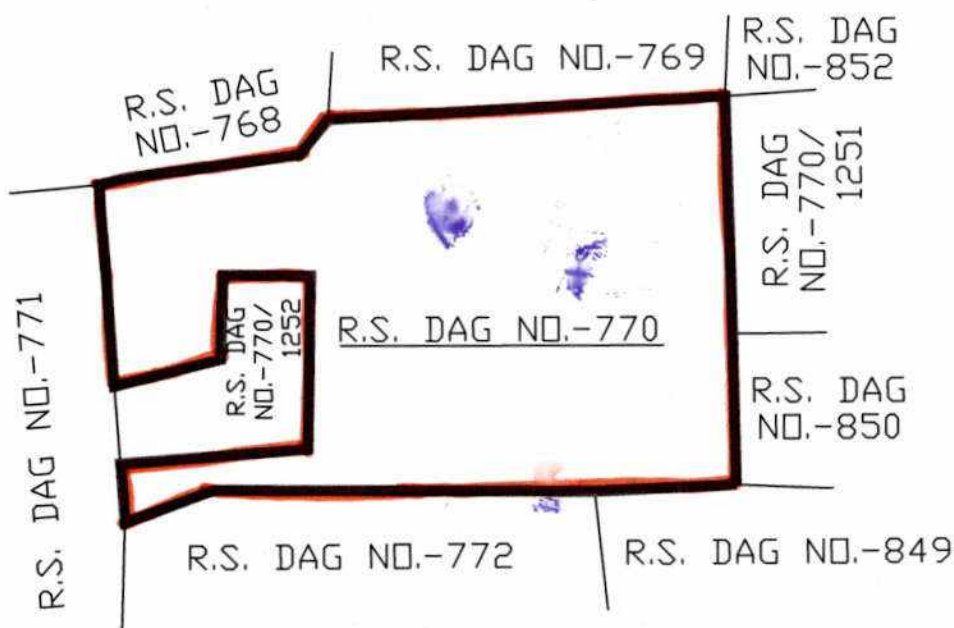 R.S. DAG
NO.-768
R.S. DAG NO.-769
R.S. DAG
NO.-852
R.S. DAG
NO.-770/
1251
R.S. DAG NO.-771
R.S. DAG
NO.-770/
1252
R.S. DAG NO.-770
R.S. DAG
NO.-850
R.S. DAG NO.-772
R.S. DAG NO.-849